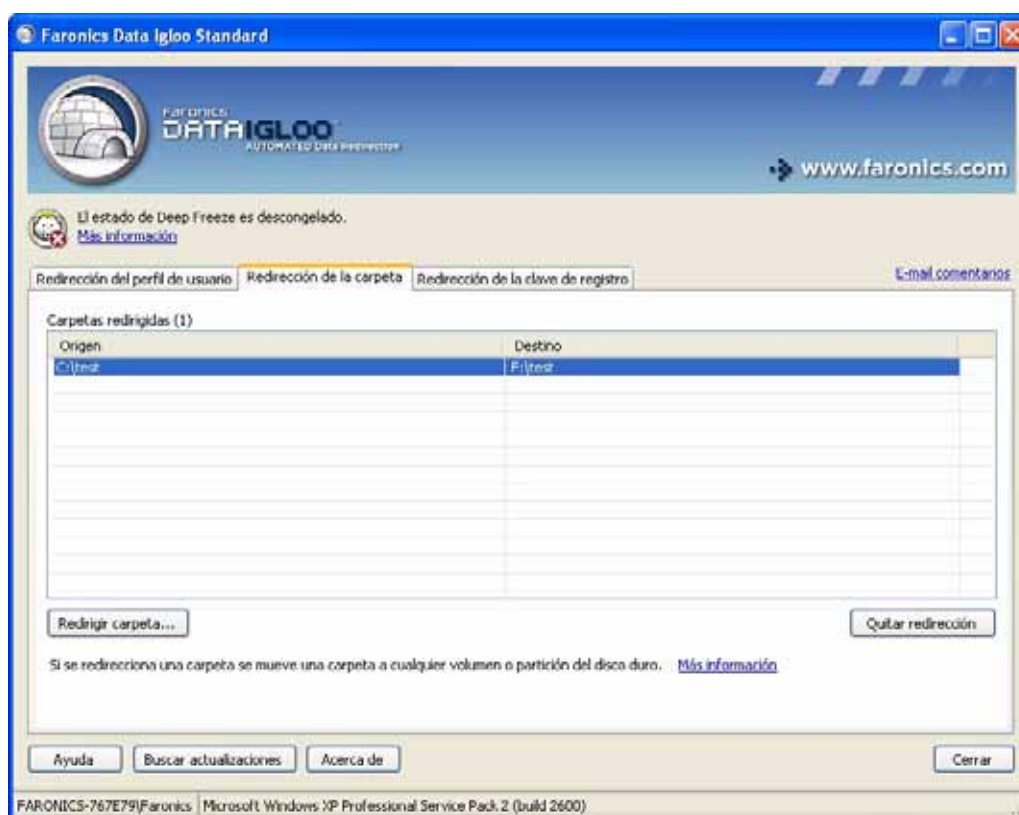 Faronics Data Igloo Standard
Faronics
DATAIGLOO
AUTOMATED Data Redirection
www.faronics.com
El estado de Deep Freeze es descongelado.
Más información
Redirección del perfil de usuario Redirección de la carpeta Redirección de la clave de registro E-mail comentarios
Carpetas redirigidas (1)
Origen Destino
C:\test F:\test
Redirigir carpeta... Quitar redirección
Si se redirecciona una carpeta se mueve una carpeta a cualquier volumen o partición del disco duro. Más información
Ayuda Buscar actualizaciones Acerca de Cerrar
FARONICS-767E79\Faronics Microsoft Windows XP Professional Service Pack 2 (build 2600)